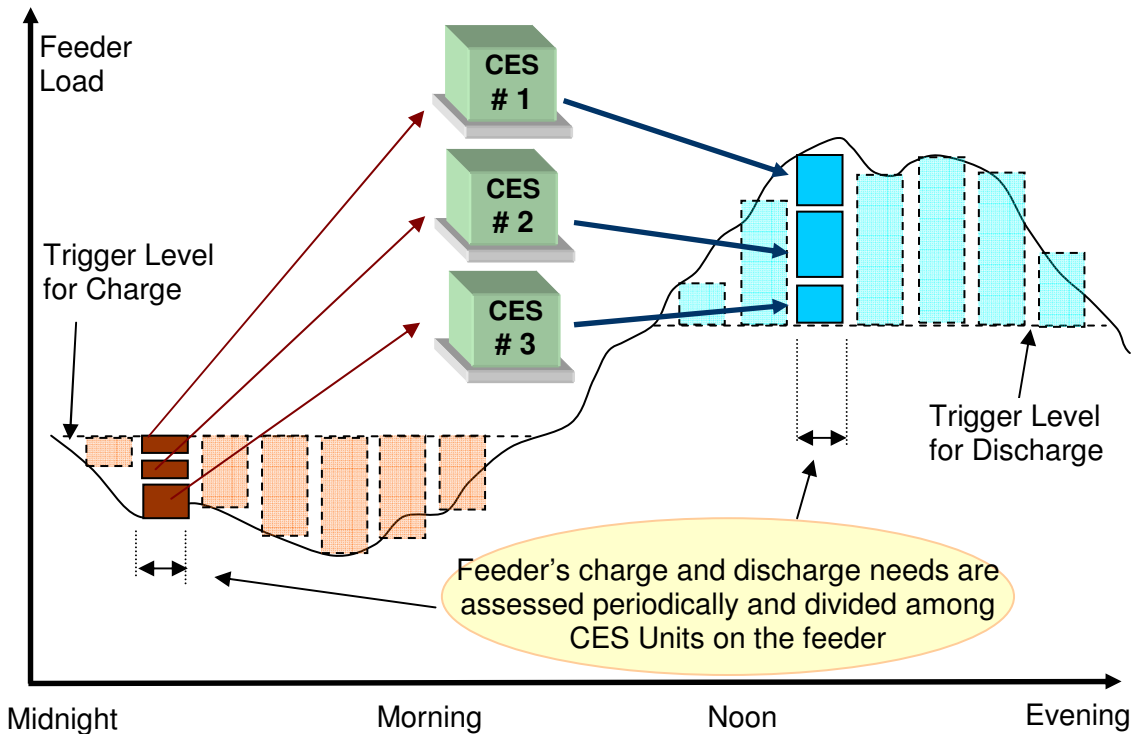 Feeder
Load
CES
# 1
CES
# 2
CES
# 3
Trigger Level
for Charge
Trigger Level
for Discharge
Feeder's charge and discharge needs are
assessed periodically and divided among
CES Units on the feeder
Midnight
Morning
Noon
Evening